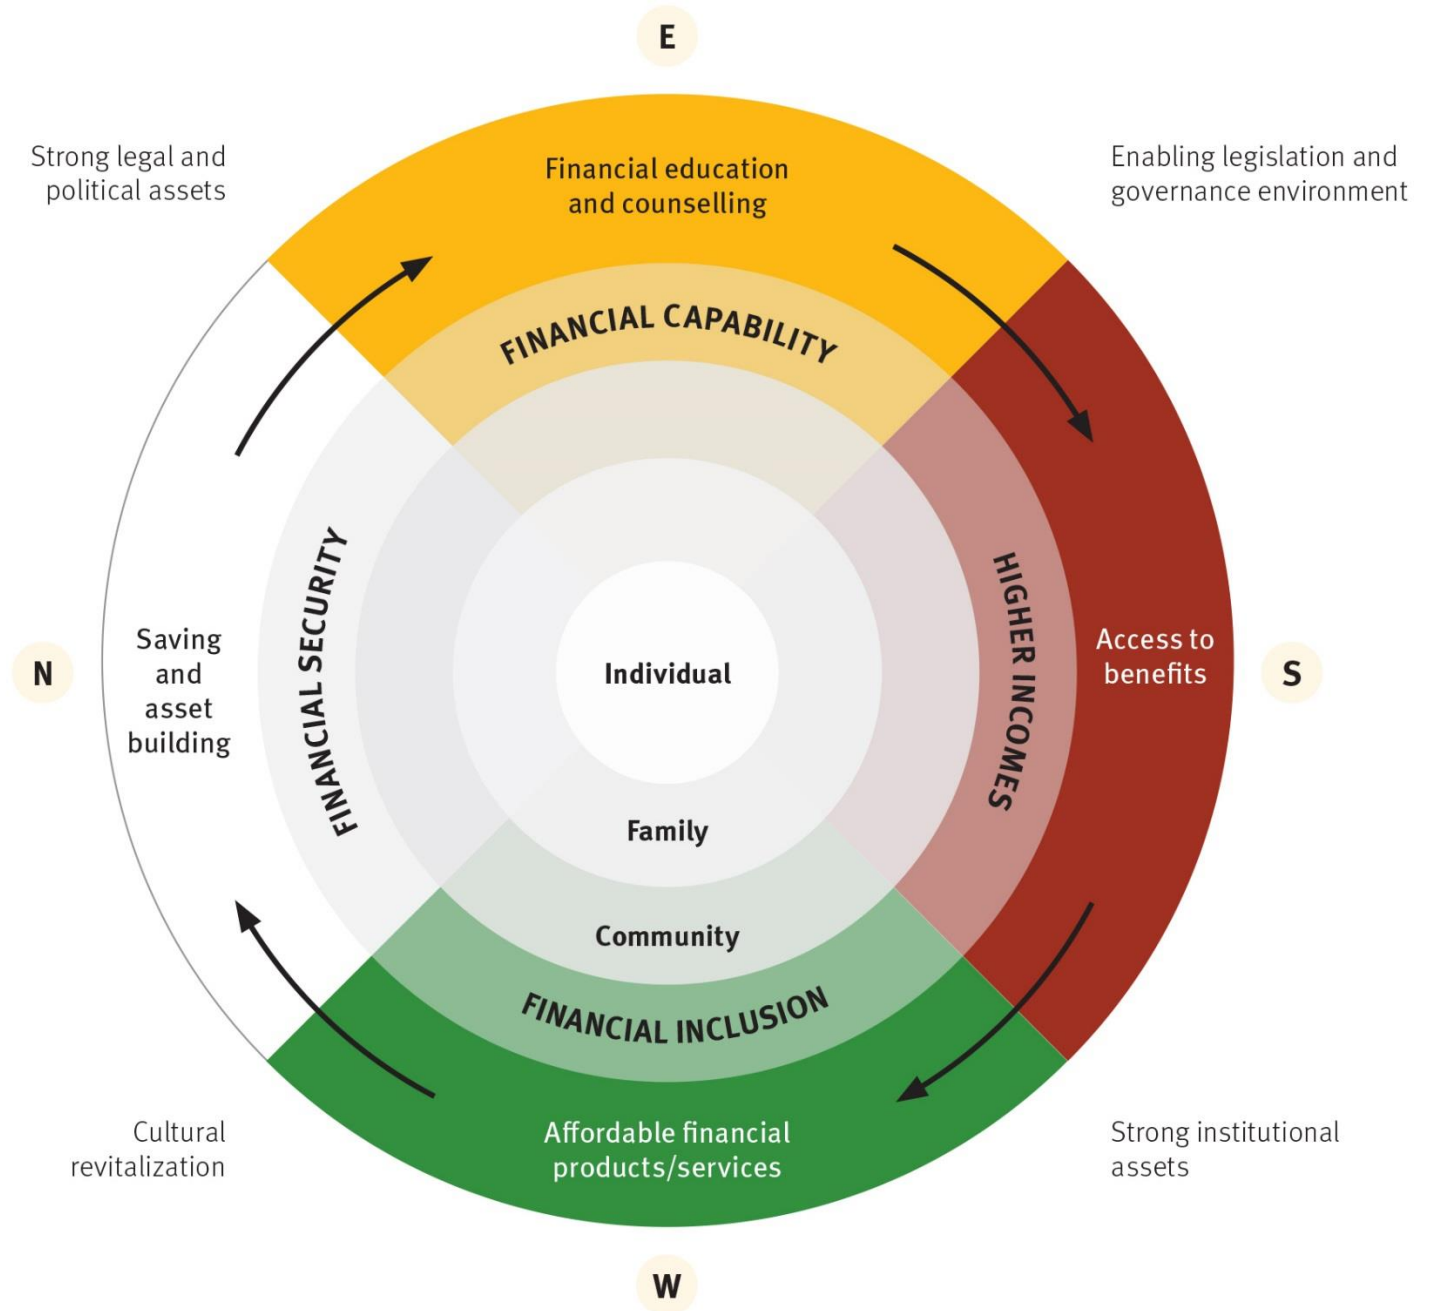 E
Strong legal and
political assets
Financial education
and counselling
Enabling legislation and
governance environment
FINANCIAL CAPABILITY
N
Saving
and
asset
building
FINANCIAL SECURITY
Individual
HIGHER INCOMES
Access to
benefits
S
Family
Community
FINANCIAL INCLUSION
Affordable financial
products/services
Cultural
revitalization
Strong institutional
assets
W